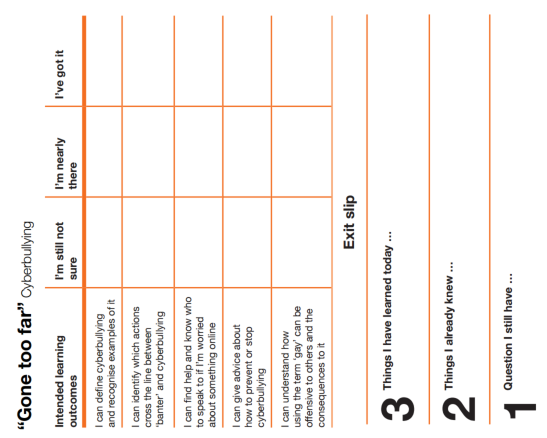 "Gone too far" Cyberbullying
Intended learning
outcomes
I'm still not
sure
I'm nearly
there
I've got it
I can define cyberbullying
and recognise examples of it
I can identify which actions
cross the line between
'banter' and cyberbullying
I can find help and know who
to speak to if I'm worried
about something online
I can give advice about
how to prevent or stop
cyberbullying
I can understand how
using the term 'gay' can be
offensive to others and the
consequences to it
Exit slip
3 Things I have learned today ...
2 Things I already knew ...
1 Question I still have ...